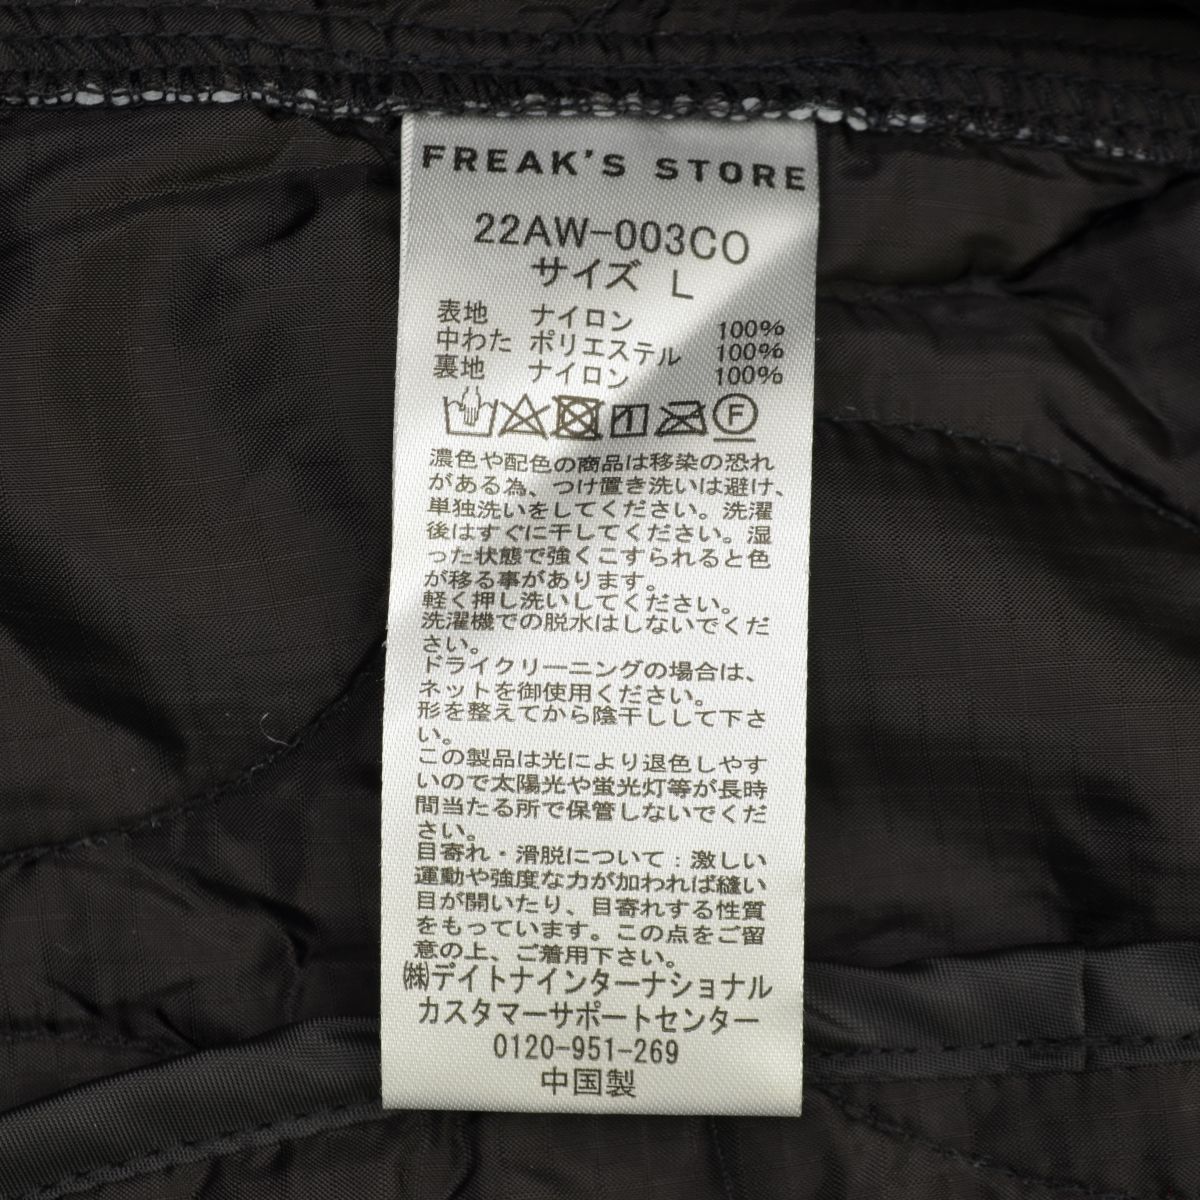 FREAK'S STORE
22AW-003CO
サイズ L
表地 ナイロン 100%
中わた ポリエステル 100%
裏地 ナイロン 100%
F
濃色や配色の商品は移染の恐れ
がある為、つけ置き洗いは避け、
単独洗いをしてください。洗濯
後はすぐに干してください。湿
った状態で強くこすられると色
が移る事があります。
軽く押し洗いしてください。
洗濯機での脱水はしないでくだ
さい。
ドライクリーニングの場合は、
ネットを御使用ください。
形を整えてから陰干しして下さ
い。
この製品は光により退色しやす
いので太陽光や蛍光灯等が長時
間当たる所で保管しないでくだ
さい。
目寄れ・滑脱について:激しい
運動や強度な力が加われば縫い
目が開いたり、目寄れする性質
をもっています。この点をご留
意の上、ご着用下さい。
㈱デイトナインターナショナル
カスタマーサポートセンター
0120-951-269
中国製